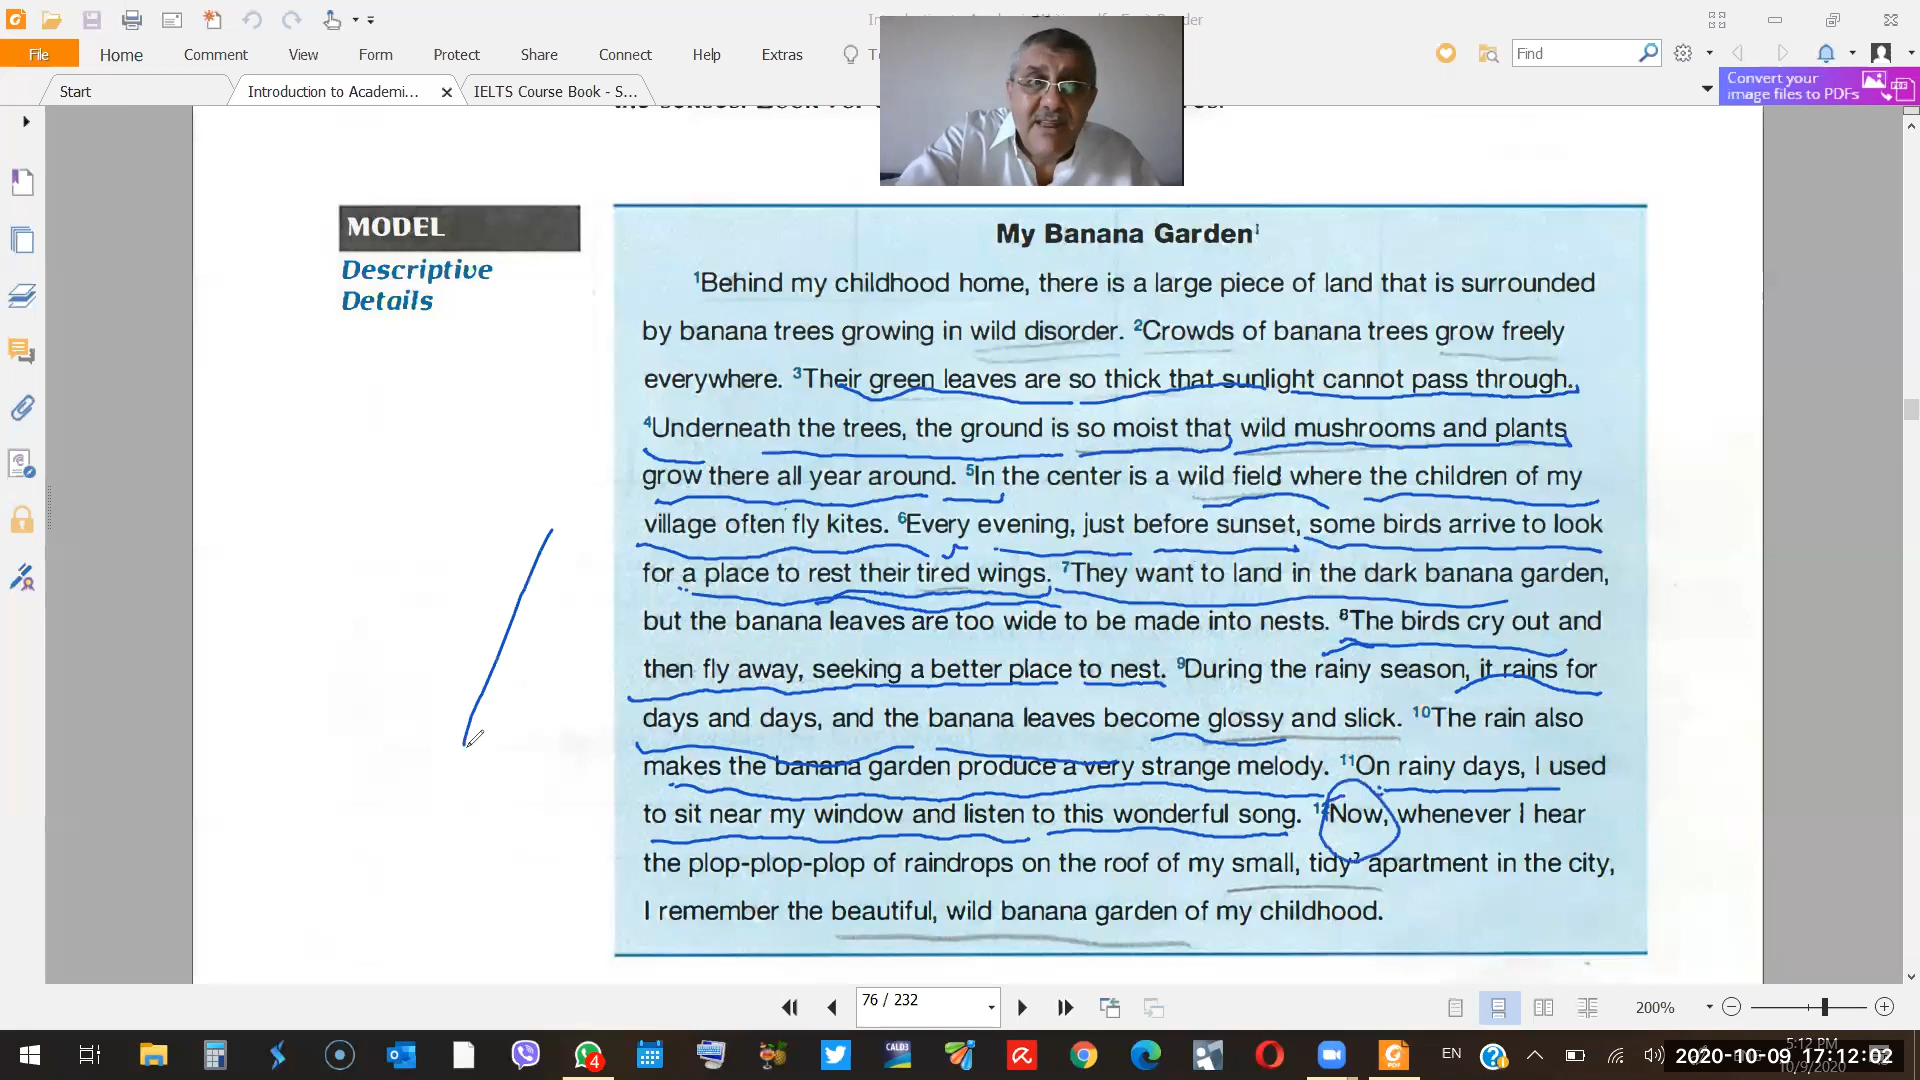 File Home Comment View Form Protect Share Connect Help Extras Find
Convert your
image files to PDFs
Start Introduction to Academi... IELTS Course Book - S...
MODEL
Descriptive
Details
My Banana Garden¹
¹Behind my childhood home, there is a large piece of land that is surrounded
by banana trees growing in wild disorder. ²Crowds of banana trees grow freely
everywhere. ³Their green leaves are so thick that sunlight cannot pass through.
⁴Underneath the trees, the ground is so moist that wild mushrooms and plants
grow there all year around. ⁵In the center is a wild field where the children of my
village often fly kites. ⁶Every evening, just before sunset, some birds arrive to look
for a place to rest their tired wings. ⁷They want to land in the dark banana garden,
but the banana leaves are too wide to be made into nests. ⁸The birds cry out and
then fly away, seeking a better place to nest. ⁹During the rainy season, it rains for
days and days, and the banana leaves become glossy and slick. ¹⁰The rain also
makes the banana garden produce a very strange melody. ¹¹On rainy days, I used
to sit near my window and listen to this wonderful song. ¹²Now, whenever I hear
the plop-plop-plop of raindrops on the roof of my small, tidy² apartment in the city,
I remember the beautiful, wild banana garden of my childhood.
76 / 232
200%
CALD3
4
EN
5:12 PM
10/9/2020
2020-10-09 17:12:02